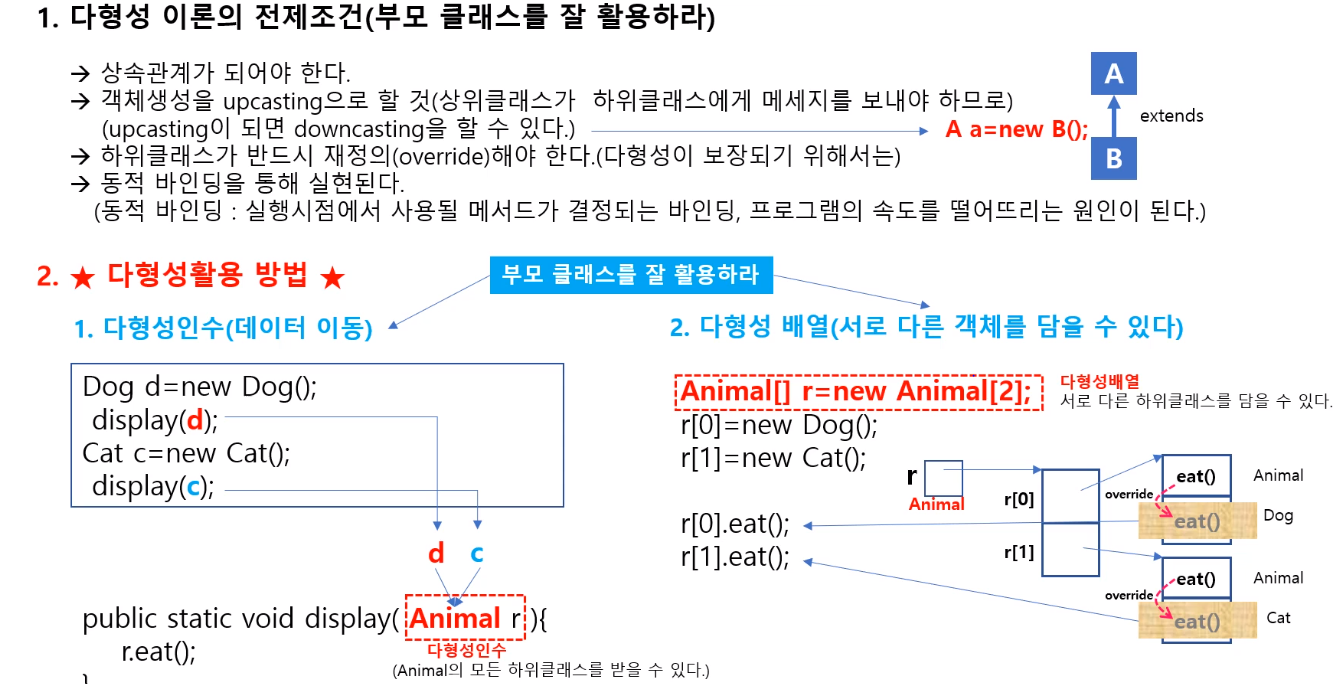 1. 다형성 이론의 전제조건(부모 클래스를 잘 활용하라)
→ 상속관계가 되어야 한다.
→ 객체생성을 upcasting으로 할 것(상위클래스가 하위클래스에게 메세지를 보내야 하므로)
(upcasting이 되면 downcasting을 할 수 있다.)
A a=new B();
A
extends
B
→ 하위클래스가 반드시 재정의(override)해야 한다.(다형성이 보장되기 위해서는)
→ 동적 바인딩을 통해 실현된다.
(동적 바인딩 : 실행시점에서 사용될 메서드가 결정되는 바인딩, 프로그램의 속도를 떨어뜨리는 원인이 된다.)
2. ★ 다형성활용 방법 ★
부모 클래스를 잘 활용하라
1. 다형성인수(데이터 이동)
Dog d=new Dog();
display(d);
Cat c=new Cat();
display(c);
d c
public static void display( Animal r ){
r.eat();
}
다형성인수
(Animal의 모든 하위클래스를 받을 수 있다.)
2. 다형성 배열(서로 다른 객체를 담을 수 있다)
Animal[] r=new Animal[2];
다형성배열
서로 다른 하위클래스를 담을 수 있다.
r[0]=new Dog();
r[1]=new Cat();
r[0].eat();
r[1].eat();
r
Animal
r[0]
r[1]
eat() Animal
override
eat() Dog
eat() Animal
override
eat() Cat